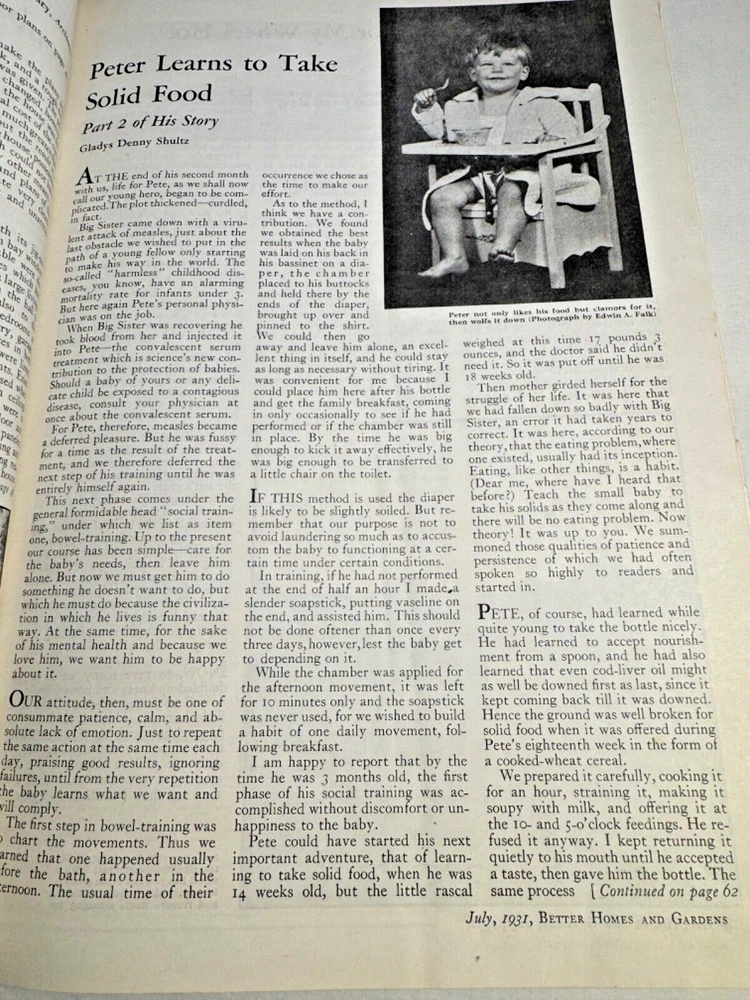 Peter Learns to Take
Solid Food
Part 2 of His Story
Gladys Denny Shultz
AT THE end of his second month
with us, life for Pete, as we shall now
call our young hero, began to be com-
plicated. The plot thickened—curdled,
in fact.
Big Sister came down with a viru-
lent attack of measles, just about the
last obstacle we wished to put in the
path of a young fellow only starting
to make his way in the world. The
so-called "harmless" childhood dis-
eases, you know, have an alarming
mortality rate for infants under 3.
But here again Pete's personal physi-
cian was on the job.
When Big Sister was recovering he
took blood from her and injected it
into Pete—the convalescent serum
treatment which is science's new con-
tribution to the protection of babies.
Should a baby of yours or any deli-
cate child be exposed to a contagious
disease, consult your physician at
once about the convalescent serum.
For Pete, therefore, measles became
a deferred pleasure. But he was fussy
for a time as the result of the treat-
ment, and we therefore deferred the
next step of his training until he was
entirely himself again.
This next phase comes under the
general formidable head "social train-
ing," under which we list as item
one, bowel-training. Up to the present
our course has been simple—care for
the baby's needs, then leave him
alone. But now we must get him to do
something he doesn't want to do, but
which he must do because the civiliza-
tion in which he lives is funny that
way. At the same time, for the sake
of his mental health and because we
love him, we want him to be happy
about it.
OUR attitude, then, must be one of
consummate patience, calm, and ab-
solute lack of emotion. Just to repeat
the same action at the same time each
day, praising good results, ignoring
failures, until from the very repetition
the baby learns what we want and
will comply.
The first step in bowel-training was
chart the movements. Thus we
arned that one happened usually
fore the bath, another in the
ernoon. The usual time of their
occurrence we chose as
the time to make our
effort.
As to the method, I
think we have a con-
tribution. We found
we obtained the best
results when the baby
was laid on his back in
his bassinet on a dia-
per, the chamber
placed to his buttocks
and held there by the
ends of the diaper,
brought up over and
pinned to the shirt.
We could then go
away and leave him alone, an excel-
lent thing in itself, and he could stay
as long as necessary without tiring. It
was convenient for me because I
could place him here after his bottle
and get the family breakfast, coming
in only occasionally to see if he had
performed or if the chamber was still
in place. By the time he was big
enough to kick it away effectively, he
was big enough to be transferred to
a little chair on the toilet.
IF THIS method is used the diaper
is likely to be slightly soiled. But re-
member that our purpose is not to
avoid laundering so much as to accus-
tom the baby to functioning at a cer-
tain time under certain conditions.
In training, if he had not performed
at the end of half an hour I made a
slender soapstick, putting vaseline on
the end, and assisted him. This should
not be done oftener than once every
three days, however, lest the baby get
to depending on it.
While the chamber was applied for
the afternoon movement, it was left
for 10 minutes only and the soapstick
was never used, for we wished to build
a habit of one daily movement, fol-
lowing breakfast.
I am happy to report that by the
time he was 3 months old, the first
phase of his social training was ac-
complished without discomfort or un-
happiness to the baby.
Pete could have started his next
important adventure, that of learn-
ing to take solid food, when he was
14 weeks old, but the little rascal
Peter not only likes his food but clamors for it,
then wolfs it down (Photograph by Edwin A. Falk)
weighed at this time 17 pounds 3
ounces, and the doctor said he didn't
need it. So it was put off until he was
18 weeks old.
Then mother girded herself for the
struggle of her life. It was here that
we had fallen down so badly with Big
Sister, an error it had taken years to
correct. It was here, according to our
theory, that the eating problem, where
one existed, usually had its inception.
Eating, like other things, is a habit.
(Dear me, where have I heard that
before?) Teach the small baby to
take his solids as they come along and
there will be no eating problem. Now
theory! It was up to you. We sum-
moned those qualities of patience and
persistence of which we had often
spoken so highly to readers and
started in.
PETE, of course, had learned while
quite young to take the bottle nicely.
He had learned to accept nourish-
ment from a spoon, and he had also
learned that even cod-liver oil might
as well be downed first as last, since it
kept coming back till it was downed.
Hence the ground was well broken for
solid food when it was offered during
Pete's eighteenth week in the form of
a cooked-wheat cereal.
We prepared it carefully, cooking it
for an hour, straining it, making it
soupy with milk, and offering it at
the 10- and 5-o'clock feedings. He re-
fused it anyway. I kept returning it
quietly to his mouth until he accepted
a taste, then gave him the bottle. The
same process [ Continued on page 62
July, 1931, BETTER HOMES AND GARDENS